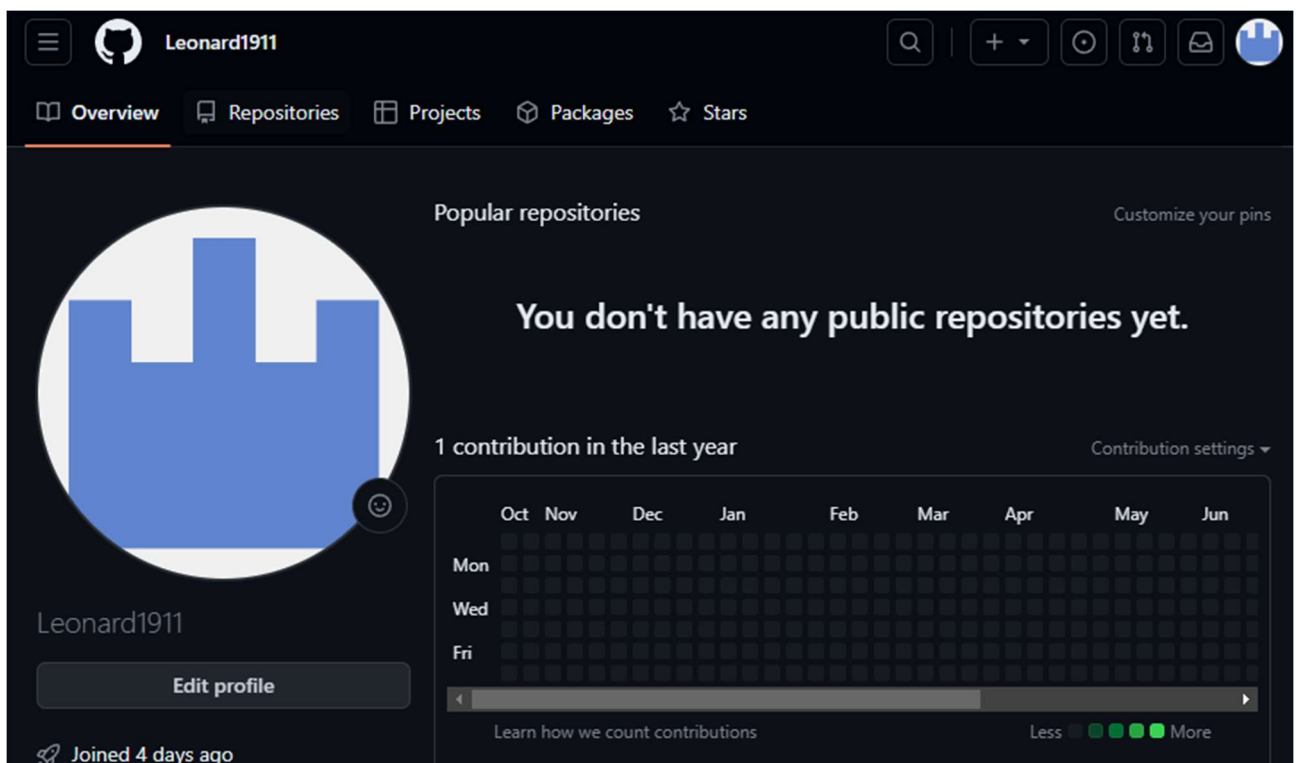 Leonard1911
Overview Repositories Projects Packages Stars
Popular repositories Customize your pins
You don't have any public repositories yet.
1 contribution in the last year Contribution settings
Oct Nov Dec Jan Feb Mar Apr May Jun
Mon
Wed
Fri
Leonard1911
Edit profile
Learn how we count contributions Less More
Joined 4 days ago